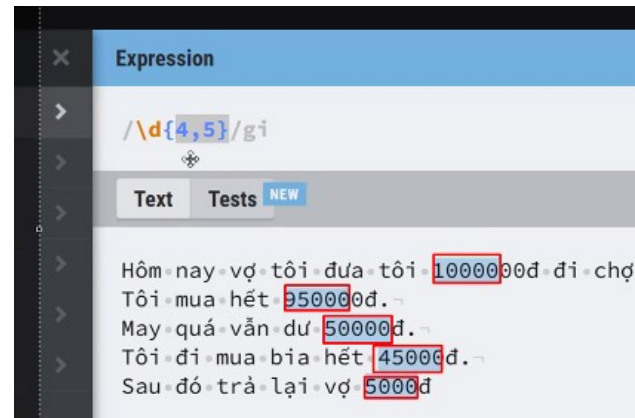 Expression
/\d{4,5}/gi
Text Tests NEW
Hôm nay vợ tôi đưa tôi 1000000đ đi chợ
Tôi mua hết 950000đ.
May quá vẫn dư 50000đ.
Tôi đi mua bia hết 45000đ.
Sau đó trả lại vợ 5000đ